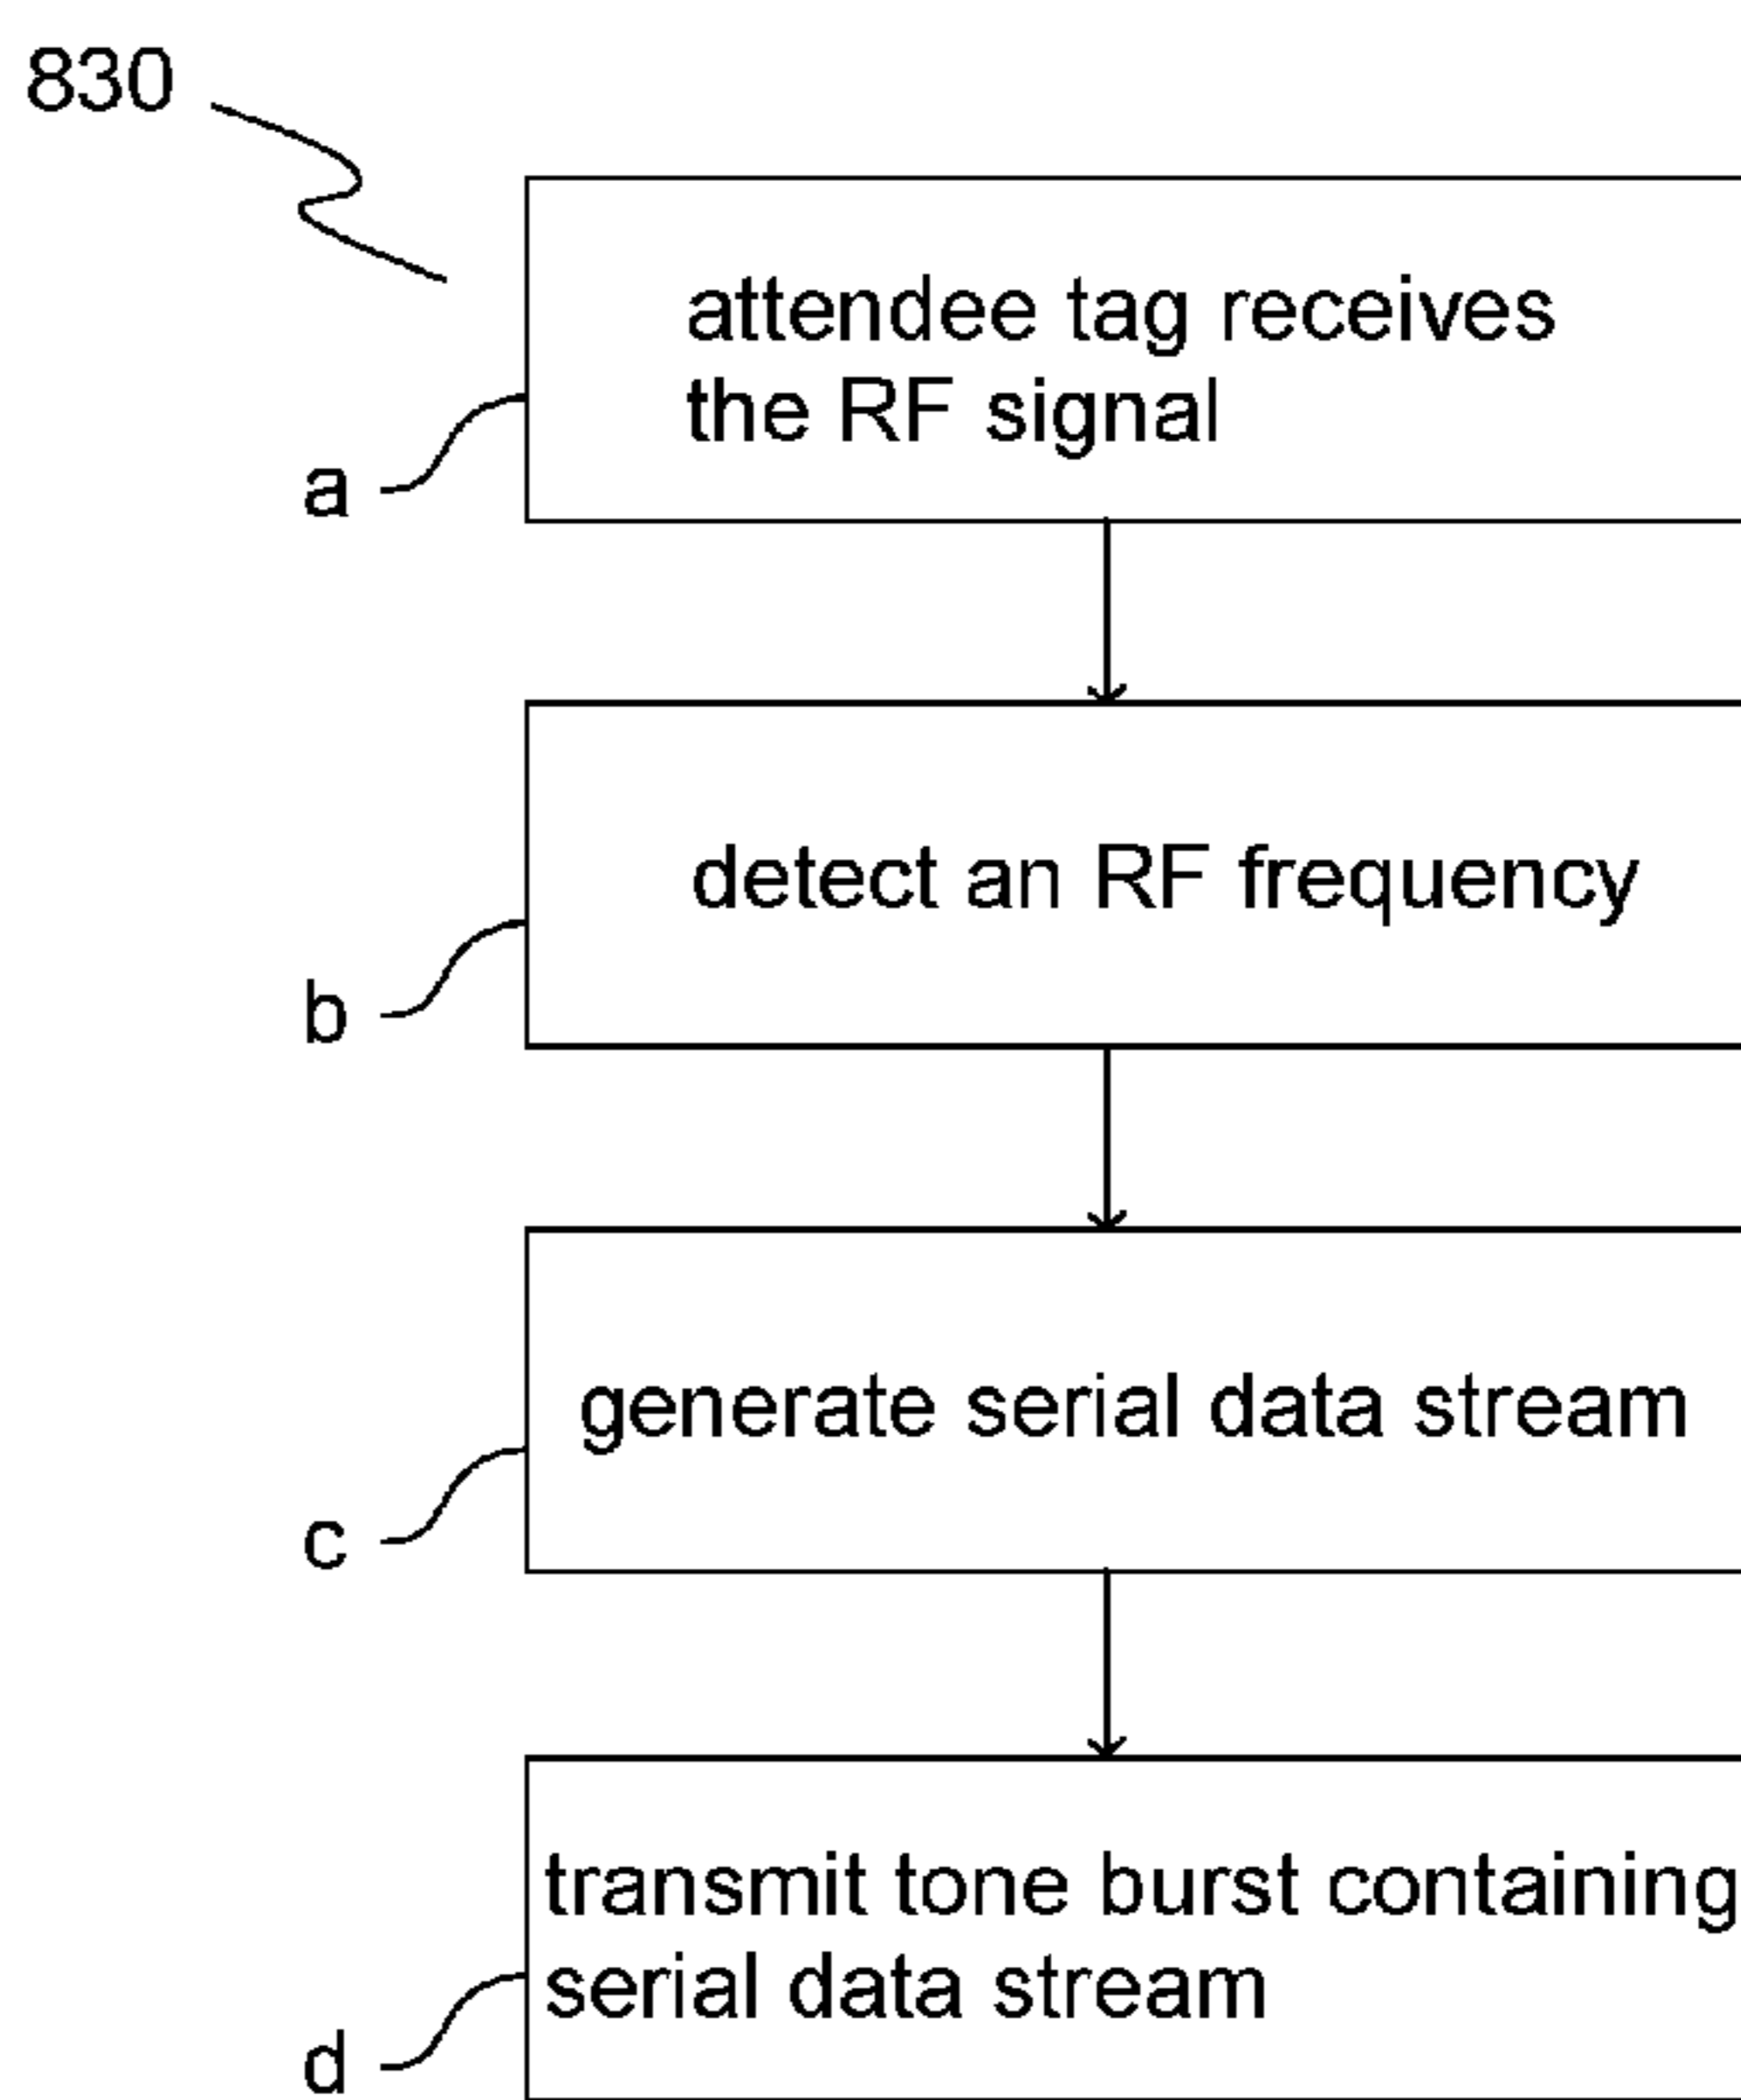 830
attendee tag receives
the RF signal
a
detect an RF frequency
b
generate serial data stream
c
transmit tone burst containing
serial data stream
d